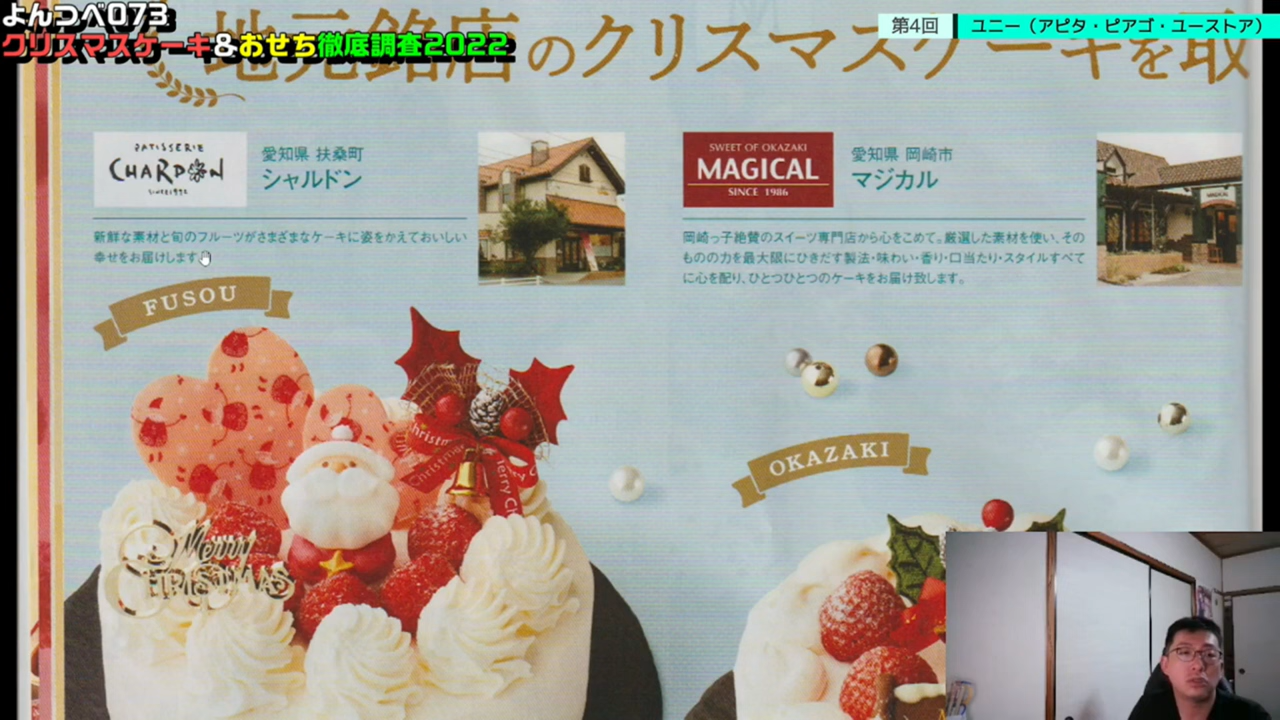 よんつべ073
クリスマスケーキ&おせち徹底調査2022
第4回 ユニー（アピタ・ピアゴ・ユーストア）
地元銘店のクリスマスケーキを取
PATISSERIE
CHARDON
SINCE1992
愛知県 扶桑町
シャルドン
新鮮な素材と旬のフルーツがさまざまなケーキに姿をかえておいしい
幸せをお届けします
SWEET OF OKAZAKI
MAGICAL
SINCE 1986
愛知県 岡崎市
マジカル
岡崎っ子絶賛のスイーツ専門店から心をこめて。厳選した素材を使い、その
ものの力を最大限にひきだす製法・味わい・香り・口当たり・スタイルすべて
に心を配り、ひとつひとつのケーキをお届け致します。
MAGICAL
FUSOU
OKAZAKI
Christmas
Merry
Merry
CHRISTMAS